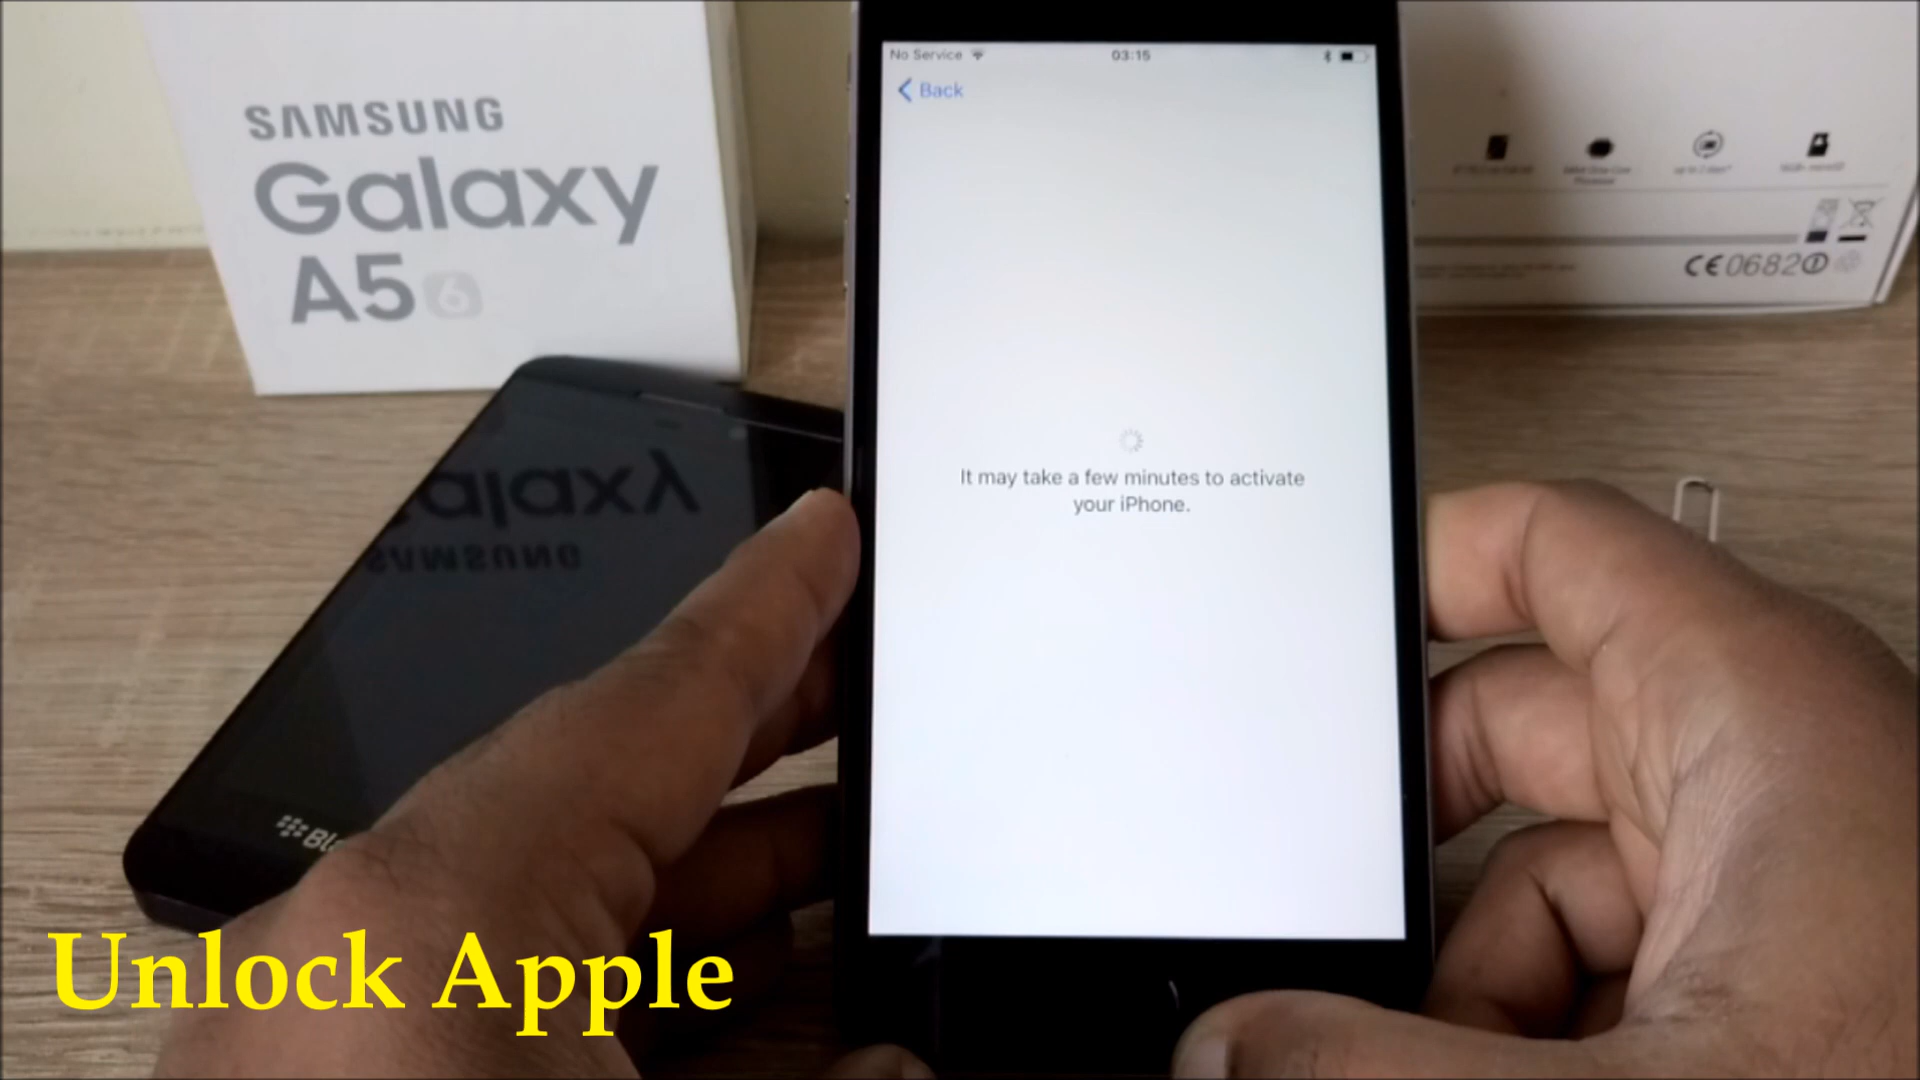 SAMSUNG
Galaxy
A5 6
No Service
03:15
Back
It may take a few minutes to activate
your iPhone.
CE0682
Galaxy
SAMSUNG
Unlock Apple